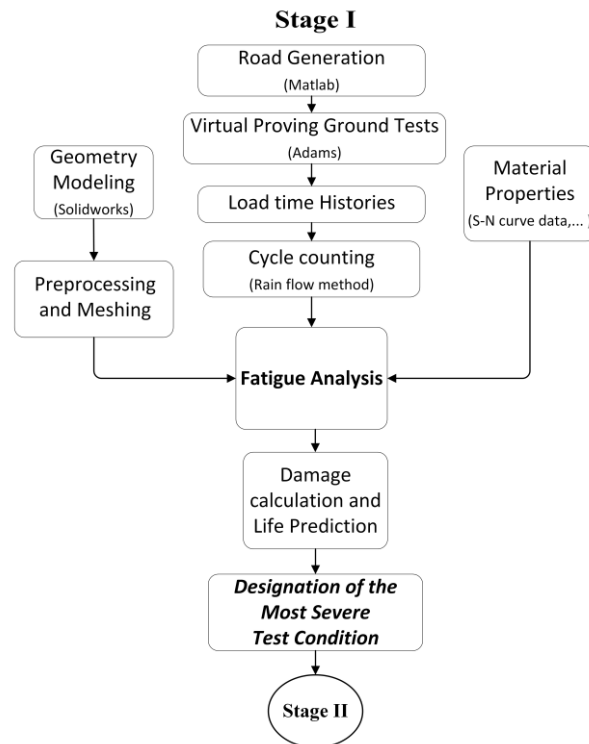 Stage I
Road Generation
(Matlab)
Virtual Proving Ground Tests
(Adams)
Geometry
Modeling
(Solidworks)
Load time Histories
Material
Properties
(S-N curve data,... )
Cycle counting
(Rain flow method)
Preprocessing
and Meshing
Fatigue Analysis
Damage
calculation and
Life Prediction
Designation of the
Most Severe
Test Condition
Stage II